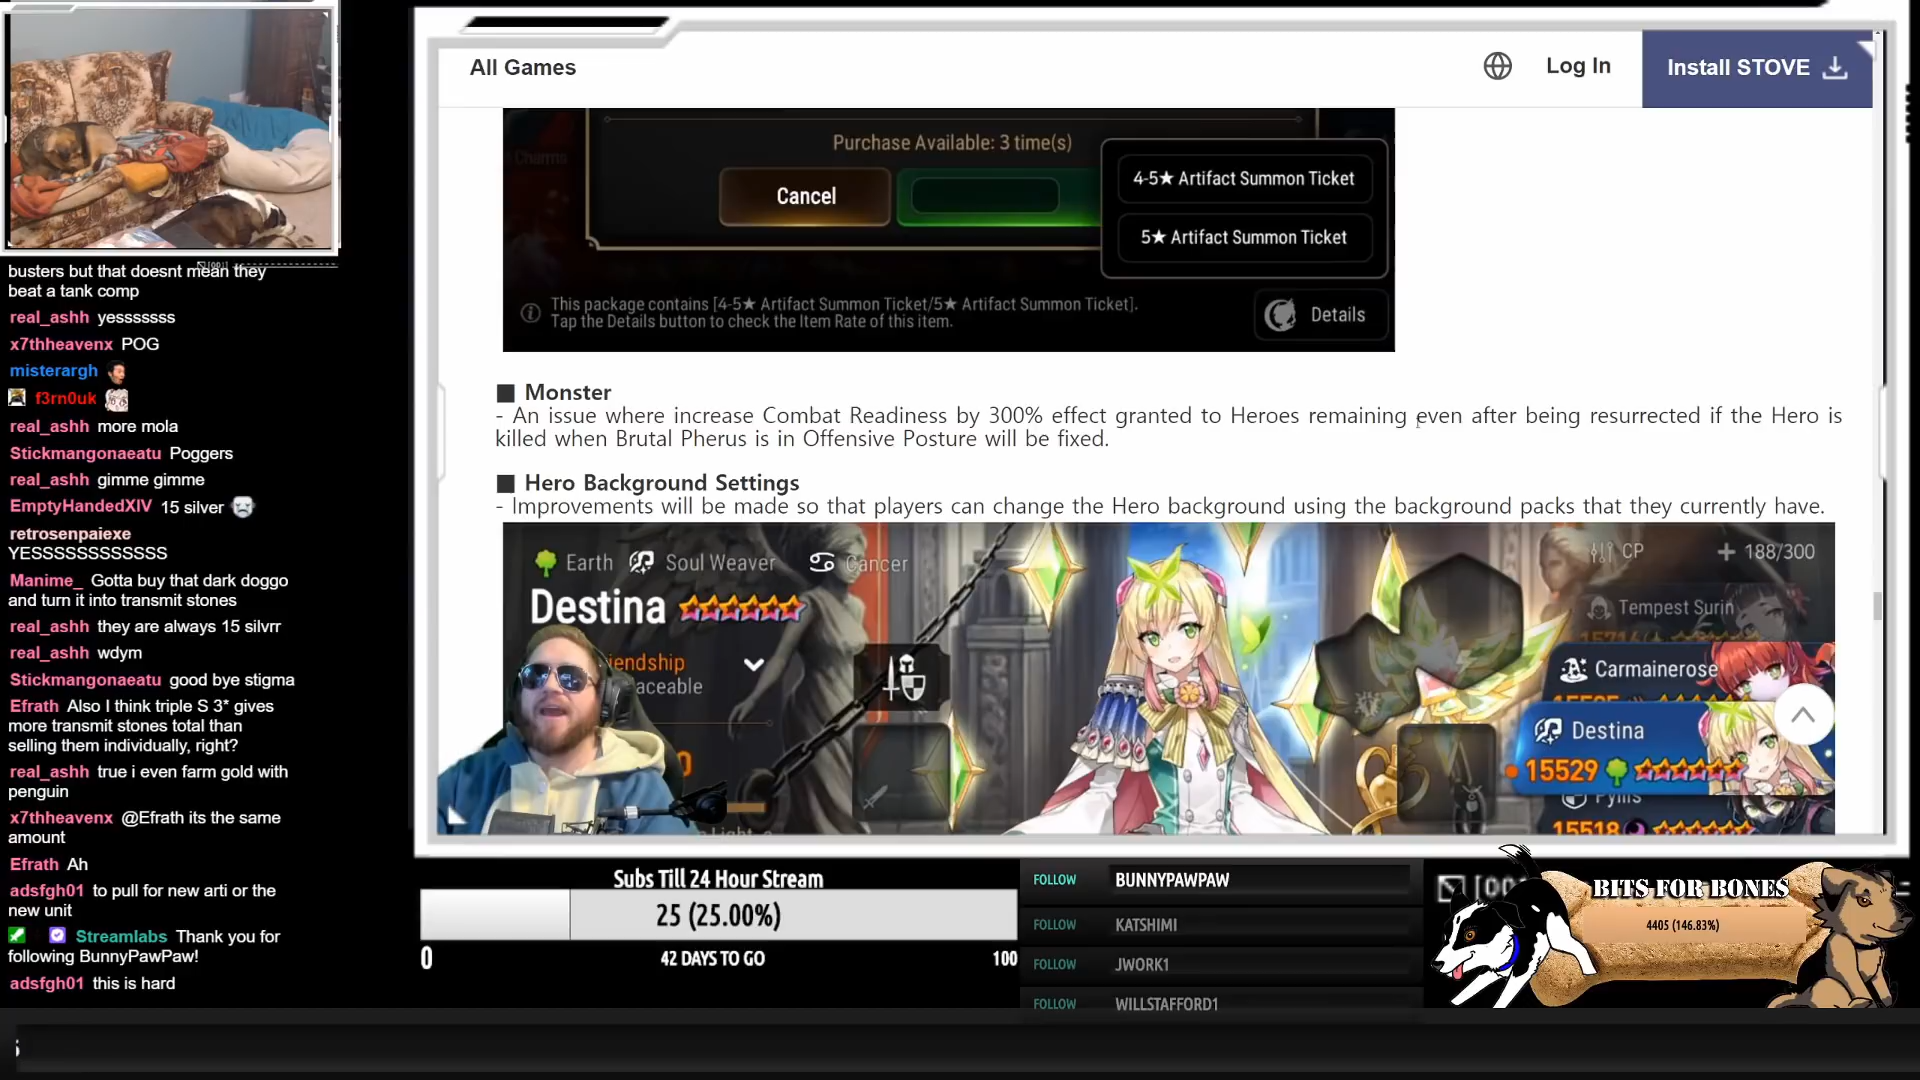 busters but that doesnt mean they
beat a tank comp
real_ashh yesssssss
x7thheavenx POG
misterargh
f3rn0uk
real_ashh more mola
Stickmangonaeatu Poggers
real_ashh gimme gimme
EmptyHandedXIV 15 silver
retrosenpaiexe
YESSSSSSSSSSSS
Manime_ Gotta buy that dark doggo
and turn it into transmit stones
real_ashh they are always 15 silvrr
real_ashh wdym
Stickmangonaeatu good bye stigma
Efrath Also I think triple S 3* gives
more transmit stones total than
selling them individually, right?
real_ashh true i even farm gold with
penguin
x7thheavenx @Efrath its the same
amount
Efrath Ah
adsfgh01 to pull for new arti or the
new unit
Streamlabs Thank you for
following BunnyPawPaw!
adsfgh01 this is hard
All Games
Log In
Install STOVE
Charms
Purchase Available: 3 time(s)
Cancel
4-5★ Artifact Summon Ticket
5★ Artifact Summon Ticket
This package contains [4-5★ Artifact Summon Ticket/5★ Artifact Summon Ticket].
Tap the Details button to check the Item Rate of this item.
Details
■ Monster
- An issue where increase Combat Readiness by 300% effect granted to Heroes remaining even after being resurrected if the Hero is
killed when Brutal Pherus is in Offensive Posture will be fixed.
■ Hero Background Settings
- Improvements will be made so that players can change the Hero background using the background packs that they currently have.
Earth Soul Weaver Cancer
Destina
iendship
aceable
CP + 188/300
Tempest Surin
Carmainerose
Destina
15529
Pyllis
15518
Subs Till 24 Hour Stream
25 (25.00%)
0 42 DAYS TO GO 100
FOLLOW BUNNYPAWPAW
FOLLOW KATSHIMI
FOLLOW JWORK1
FOLLOW WILLSTAFFORD1
BITS FOR BONES
4405 (146.83%)